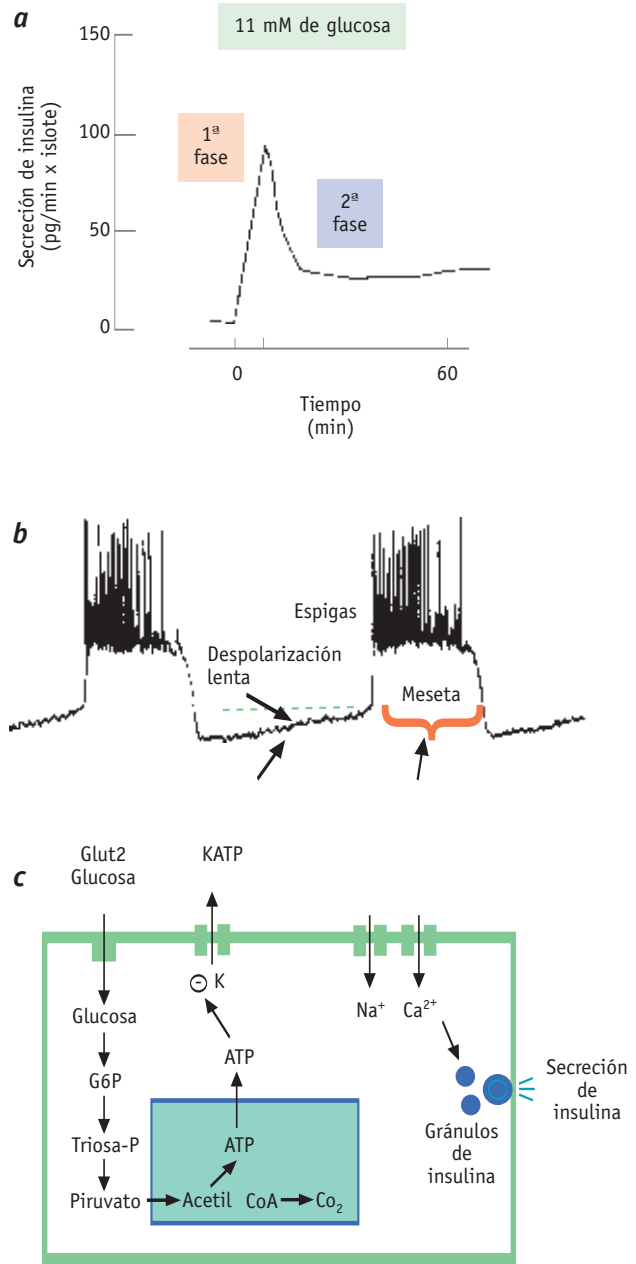 a
11 mM de glucosa
150
100
50
0
Secreción de insulina
(pg/min x islote)
1ª
fase
2ª
fase
0
60
Tiempo
(min)
b
Espigas
Despolarización
lenta
Meseta
c
Glut2
Glucosa
KATP
- K
Na⁺
Ca²⁺
Glucosa
G6P
Triosa-P
Piruvato
ATP
ATP
Acetil
CoA
Co₂
Gránulos
de
insulina
Secreción
de
insulina